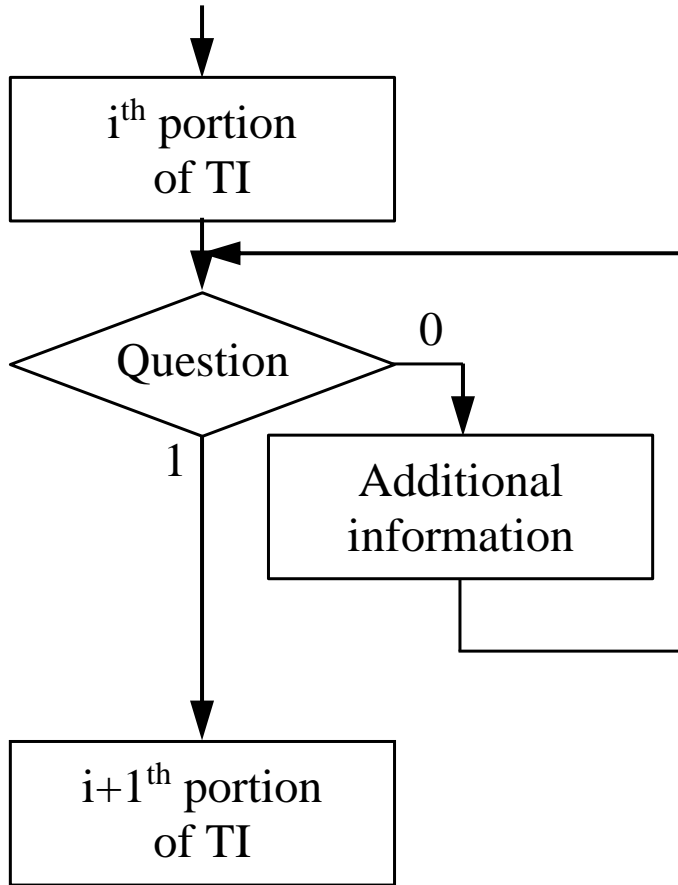 iᵗʰ portion
of TI
Question
0
1
Additional
information
i+1ᵗʰ portion
of TI